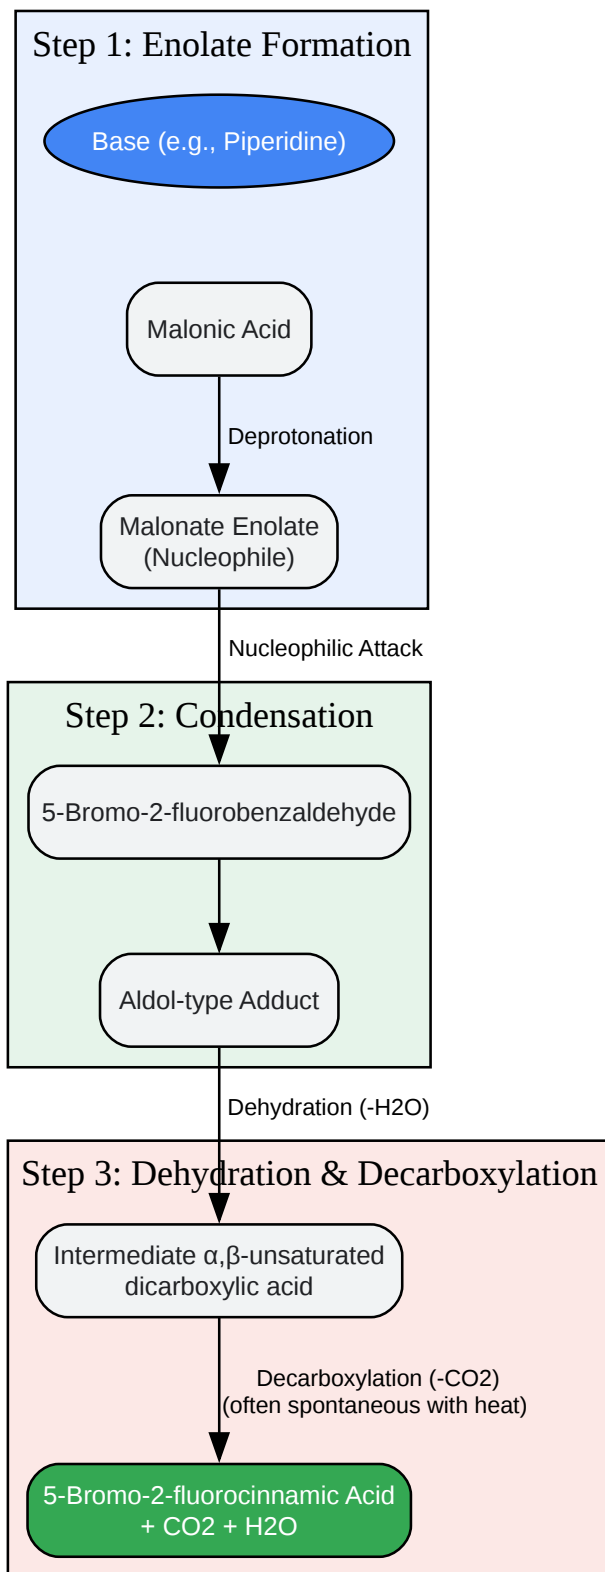 Step 1: Enolate Formation
Base (e.g., Piperidine)
Malonic Acid
Deprotonation
Malonate Enolate
(Nucleophile)
Nucleophilic Attack
Step 2: Condensation
5-Bromo-2-fluorobenzaldehyde
Aldol-type Adduct
Dehydration (-H2O)
Step 3: Dehydration & Decarboxylation
Intermediate α,β-unsaturated
dicarboxylic acid
Decarboxylation (-CO2)
(often spontaneous with heat)
5-Bromo-2-fluorocinnamic Acid
+ CO2 + H2O